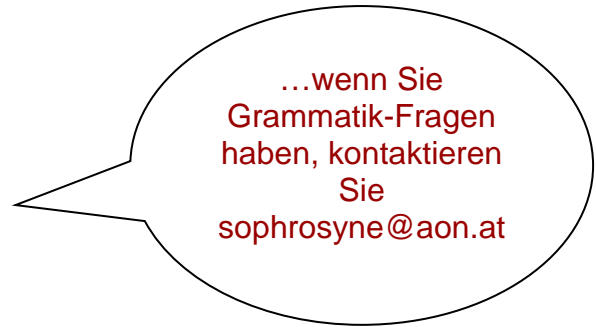 …wenn Sie
Grammatik-Fragen
haben, kontaktieren
Sie
sophrosyne@aon.at